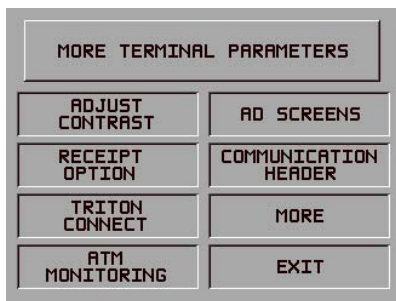 MORE TERMINAL PARAMETERS
ADJUST
CONTRAST
AD SCREENS
RECEIPT
OPTION
COMMUNICATION
HEADER
TRITON
CONNECT
MORE
ATM
MONITORING
EXIT